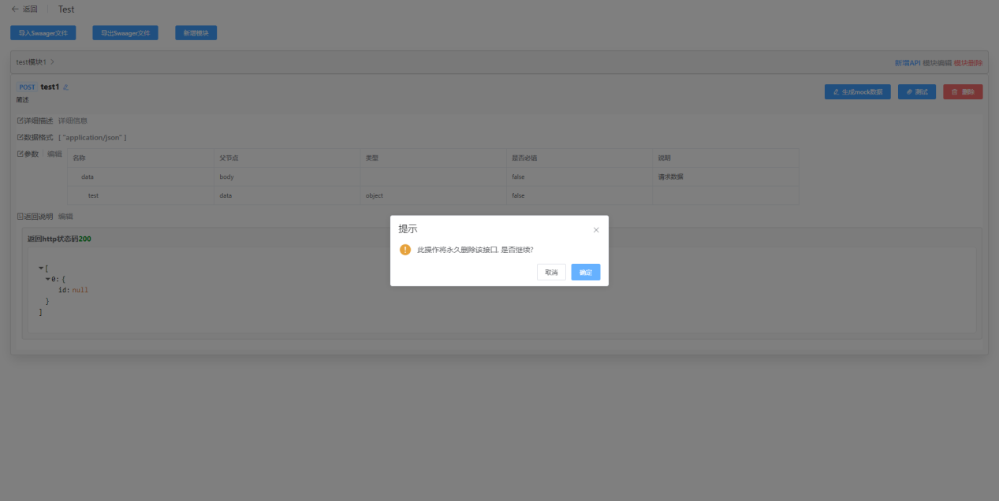 返回 Test
导入Swaager文件 导出Swaager文件 新增模块
test模块1 新增API 模块编辑 模块删除
POST test1 生成mock数据 测试 删除
简述
详细描述 详细信息
数据格式 [ "application/json" ]
参数 编辑 名称 父节点 类型 是否必填 说明
data body false 请求数据
test data object false
返回说明 编辑
返回http状态码200
[
0: {
id: null
}
]
提示
此操作将永久删除该接口, 是否继续?
取消 确定